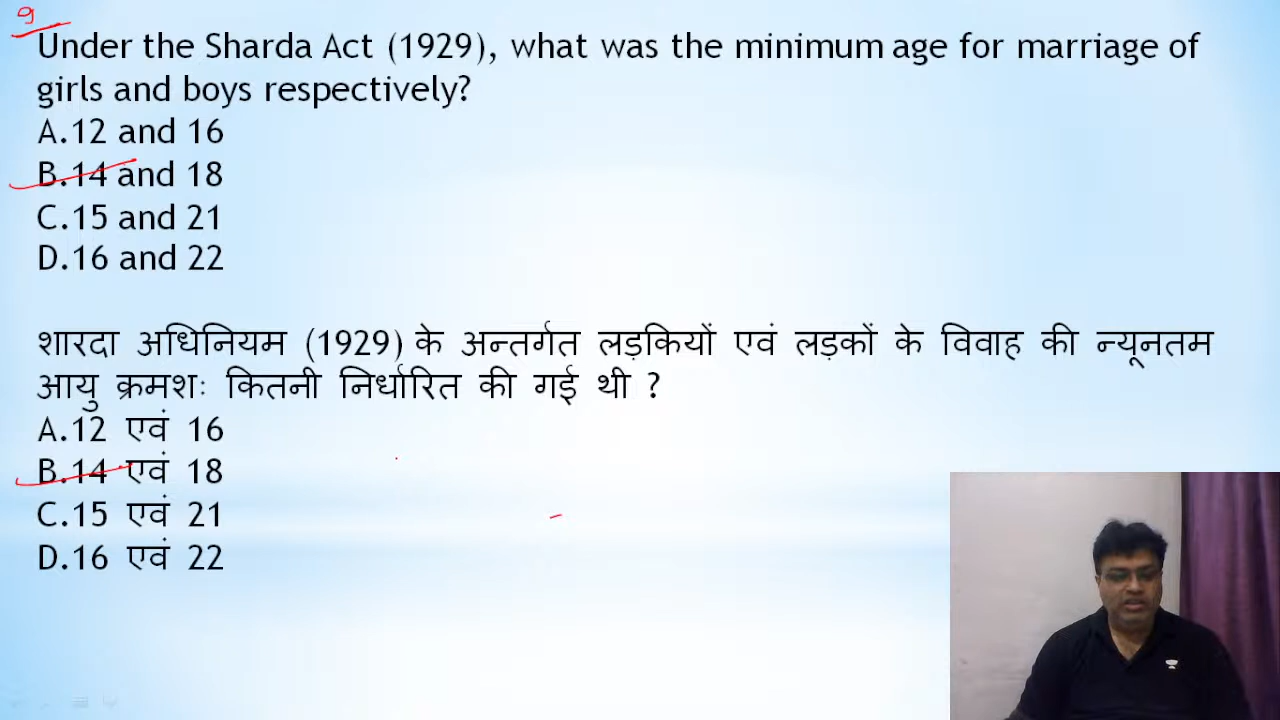 9
Under the Sharda Act (1929), what was the minimum age for marriage of
girls and boys respectively?
A.12 and 16
B.14 and 18
C.15 and 21
D.16 and 22
शारदा अधिनियम (1929) के अन्तर्गत लड़कियों एवं लड़कों के विवाह की न्यूनतम
आयु क्रमशः कितनी निर्धारित की गई थी ?
A.12 एवं 16
B.14 एवं 18
C.15 एवं 21
D.16 एवं 22